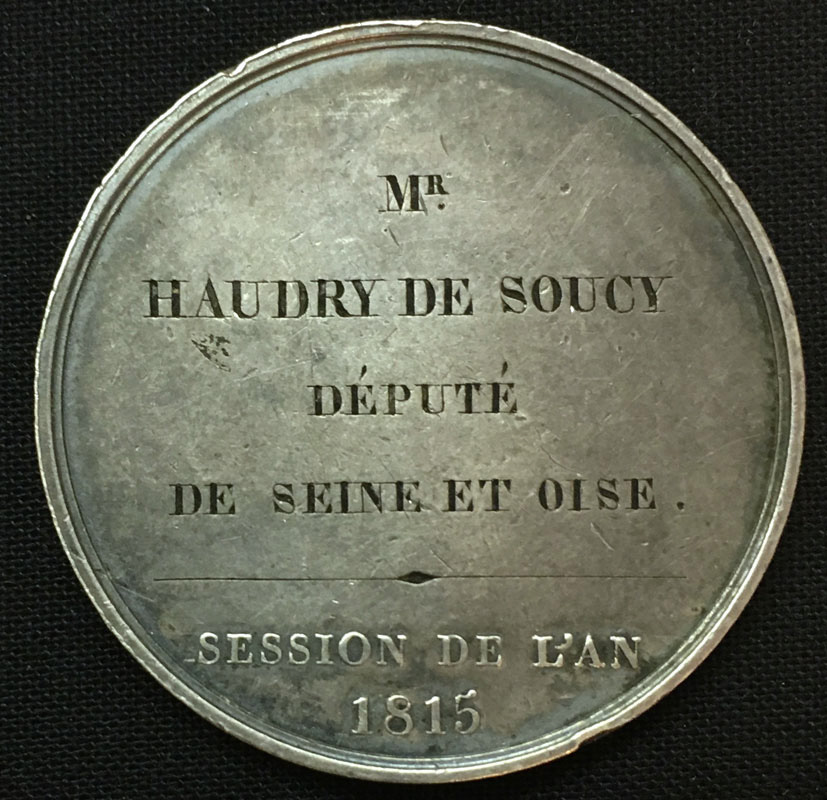 MR.
HAUDRY DE SOUCY
DÉPUTÉ
DE SEINE ET OISE.
SESSION DE L'AN
1815